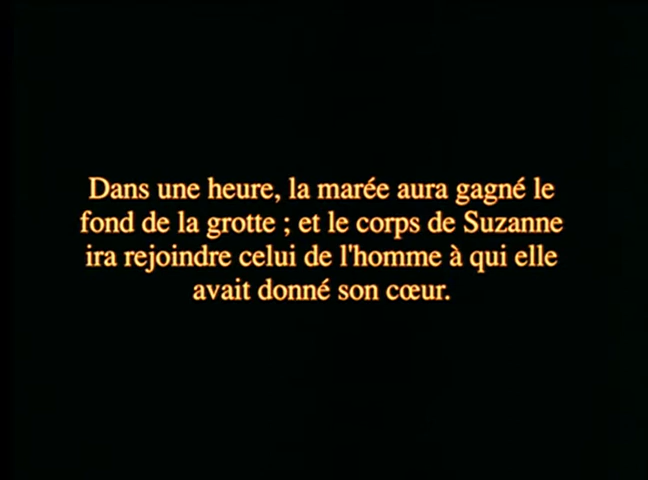 Dans une heure, la marée aura gagné le
fond de la grotte ; et le corps de Suzanne
ira rejoindre celui de l'homme à qui elle
avait donné son cœur.